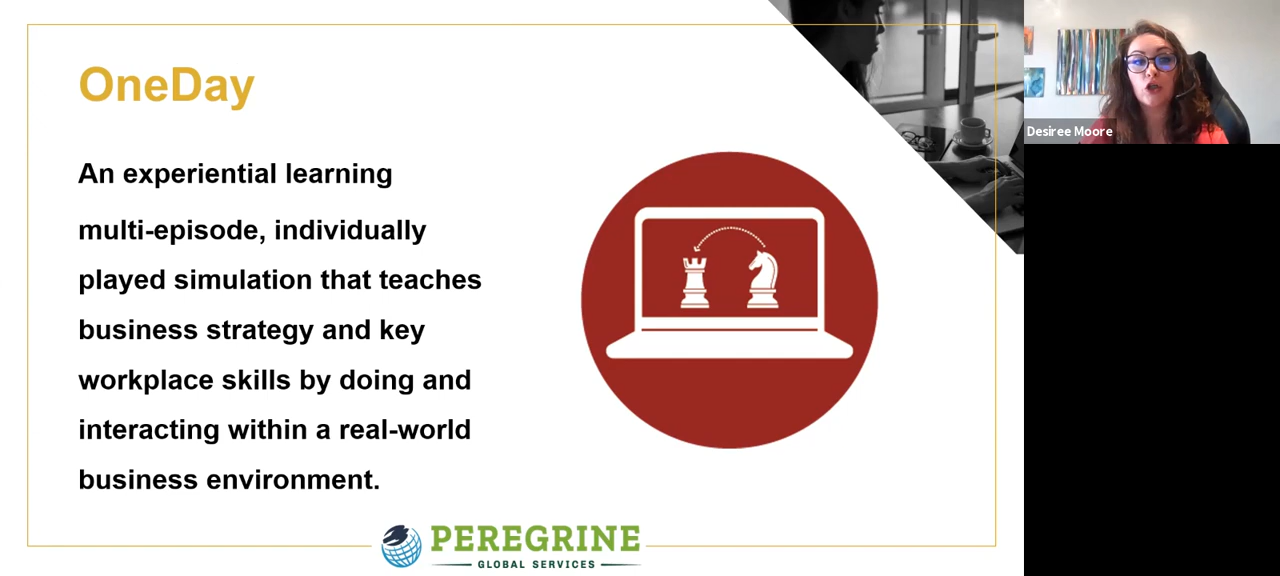 OneDay
An experiential learning
multi-episode, individually
played simulation that teaches
business strategy and key
workplace skills by doing and
interacting within a real-world
business environment.
PEREGRINE
GLOBAL SERVICES
Desiree Moore